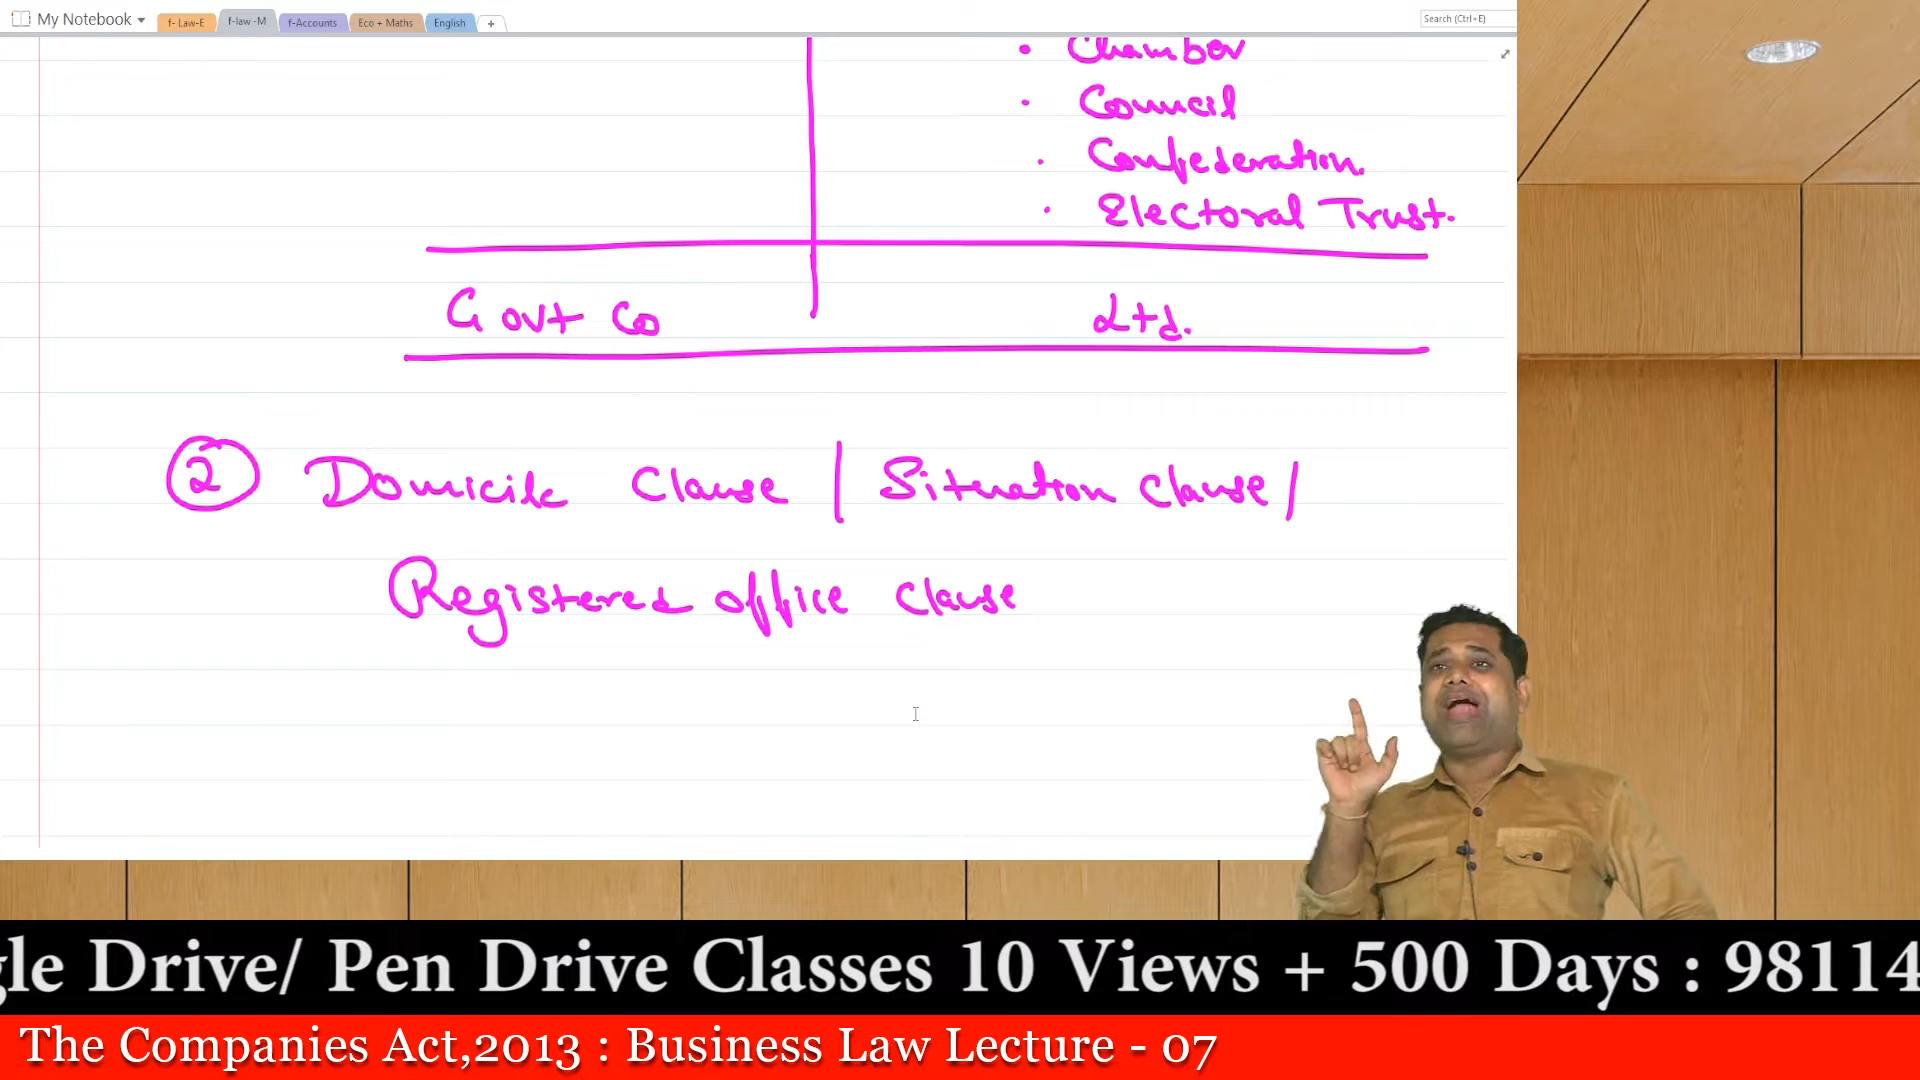 My Notebook
f- Law-E
f-law -M
f-Accounts
Eco + Maths
English
+
Search (Ctrl+E)
• Chamber
• Council
• Confederation
• Electoral Trust.
Govt Co Ltd.
② Domicile Clause | Situation Clause |
Registered office Clause
gle Drive/ Pen Drive Classes 10 Views + 500 Days : 98114
The Companies Act,2013 : Business Law Lecture - 07